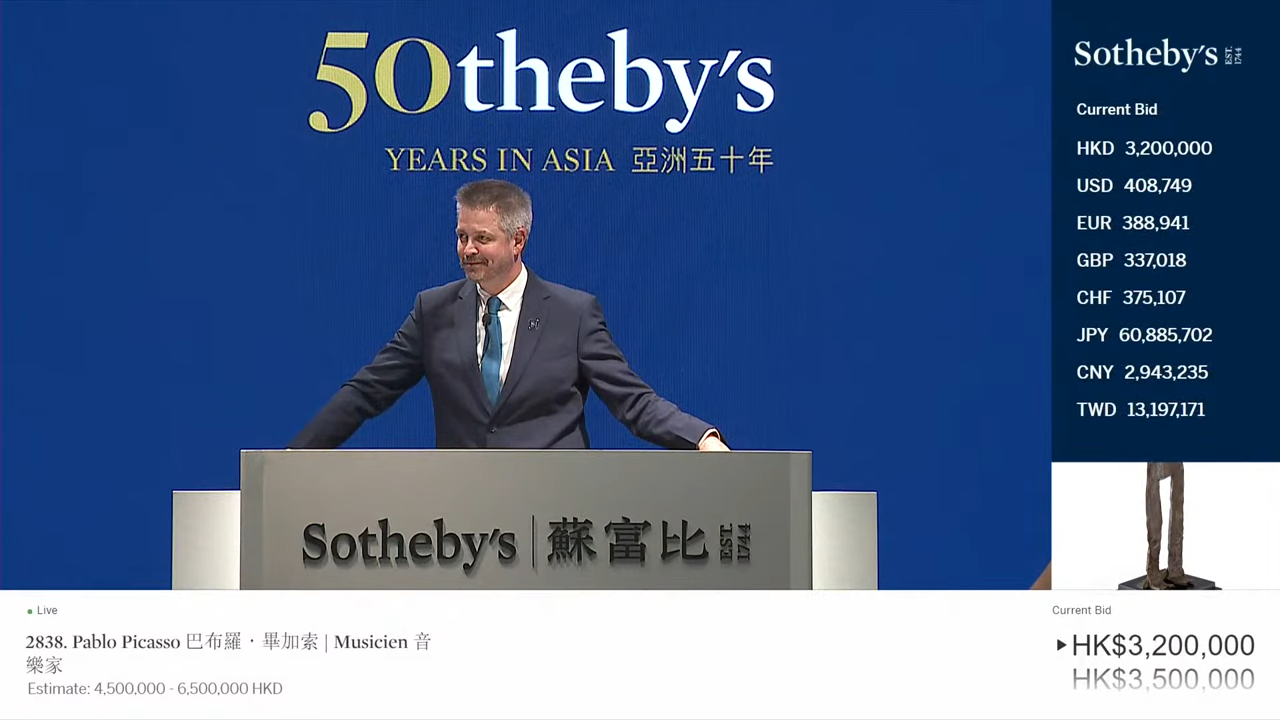 50theby's
YEARS IN ASIA 亞洲五十年
Sotheby's | 蘇富比 EST. 1744
Sotheby's EST. 1744
Current Bid
HKD 3,200,000
USD 408,749
EUR 388,941
GBP 337,018
CHF 375,107
JPY 60,885,702
CNY 2,943,235
TWD 13,197,171
Live
2838. Pablo Picasso 巴布羅・畢加索 | Musicien 音
樂家
Estimate: 4,500,000 - 6,500,000 HKD
Current Bid
HK$3,200,000
HK$3,500,000